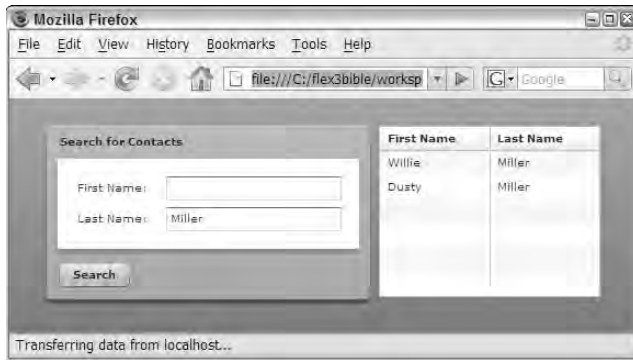 Mozilla Firefox
File Edit View History Bookmarks Tools Help
file:///C:/flex3bible/worksp G Google
Search for Contacts
First Name:
Last Name: Miller
Search
First Name Last Name
Willie Miller
Dusty Miller
Transferring data from localhost...